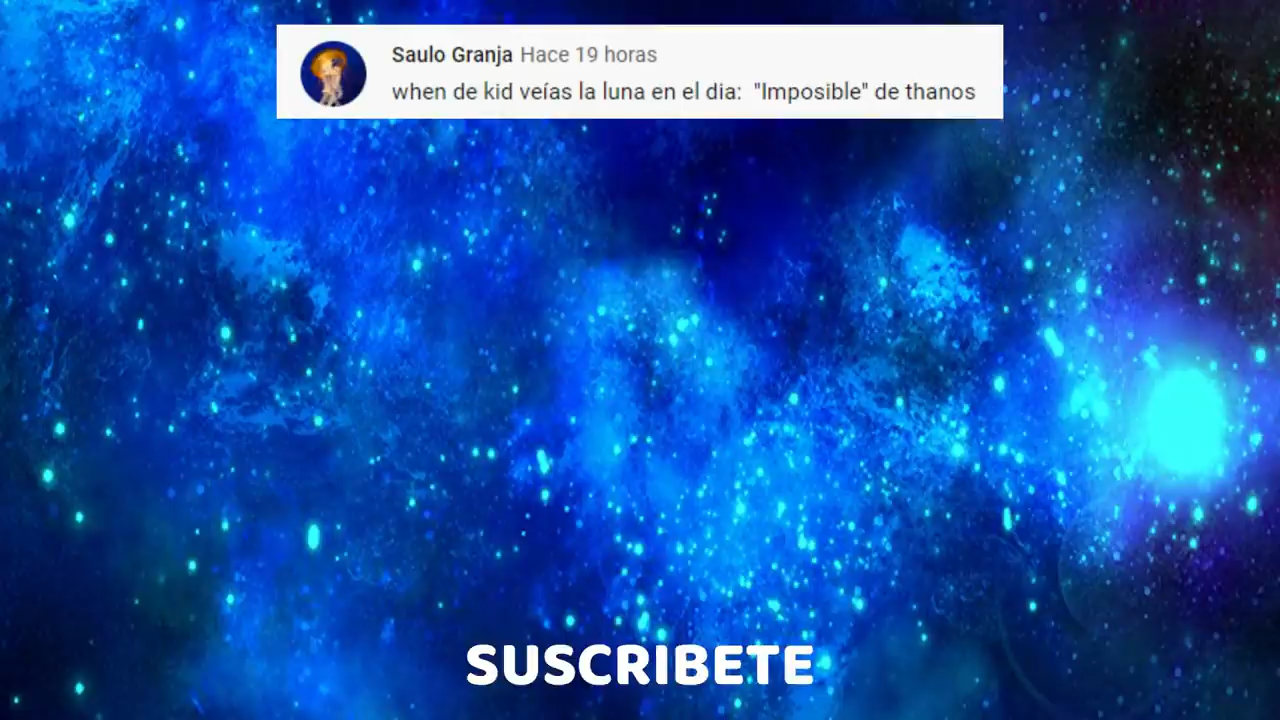 Saulo Granja Hace 19 horas
when de kid veías la luna en el dia:  "Imposible" de thanos
SUSCRIBETE